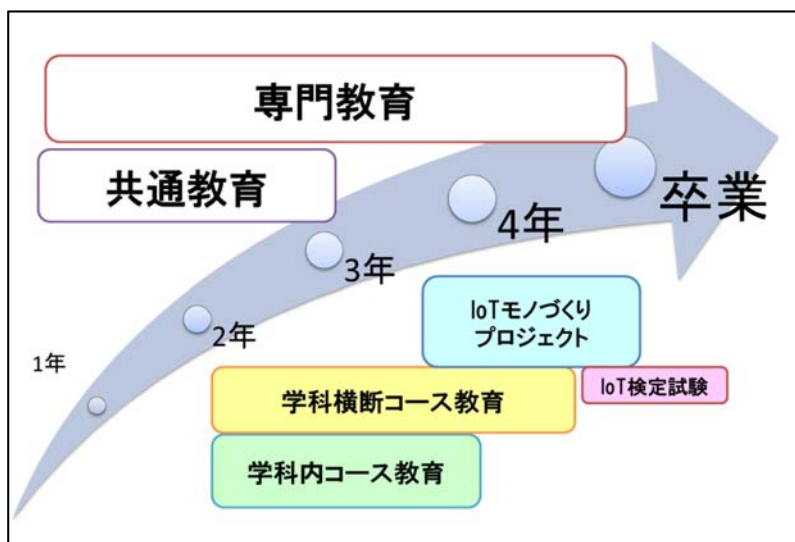 専門教育
共通教育
卒業
4年
3年
2年
1年
IoTモノづくり
プロジェクト
学科横断コース教育
IoT検定試験
学科内コース教育